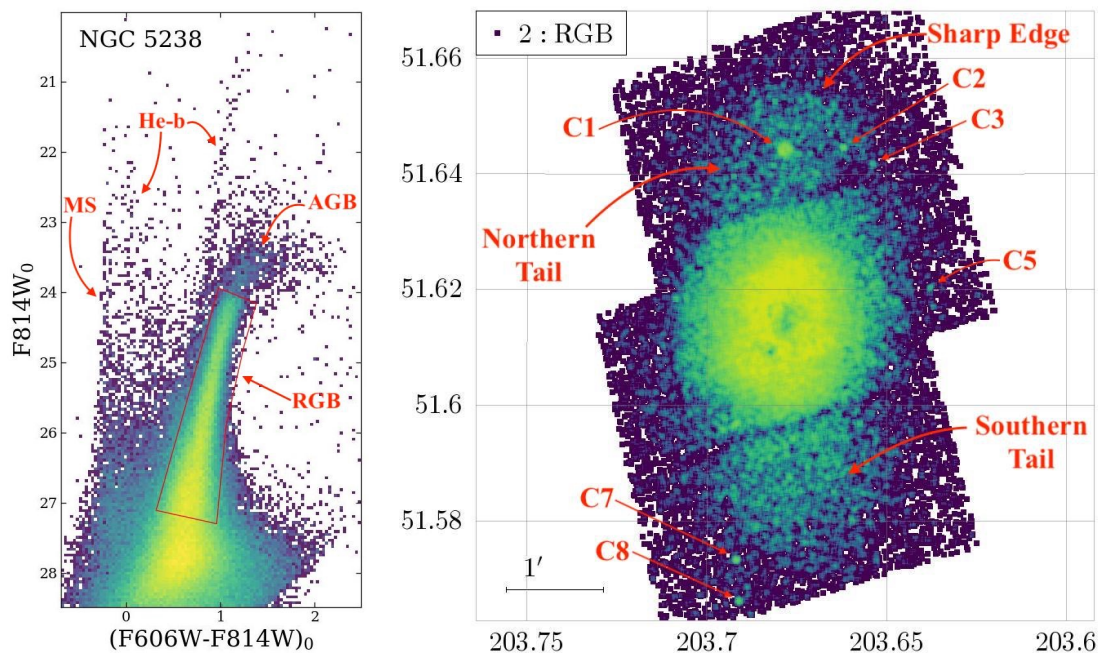 NGC 5238
He-b
MS
AGB
RGB
21
22
23
24
25
26
27
28
F814W₀
0
1
2
(F606W-F814W)₀
2 : RGB
Sharp Edge
C2
C1
C3
Northern
Tail
C5
Southern
Tail
C7
C8
1′
51.66
51.64
51.62
51.6
51.58
203.75
203.7
203.65
203.6